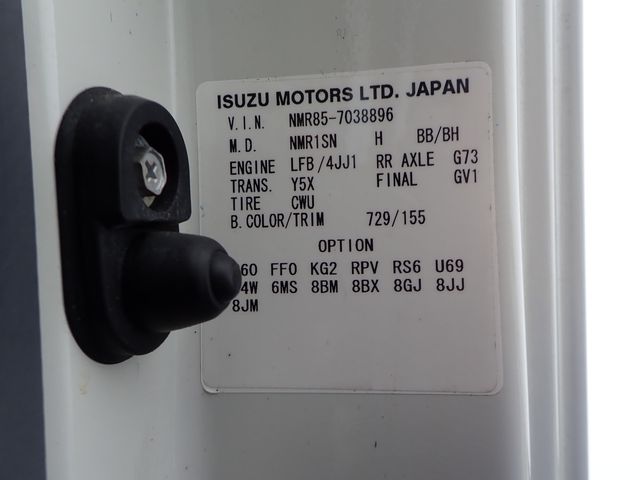 ISUZU MOTORS LTD. JAPAN
V.I.N. NMR85-7038896
M.D. NMR1SN H BB/BH
ENGINE LFB/4JJ1 RR AXLE G73
TRANS. Y5X FINAL GV1
TIRE CWU
B.COLOR/TRIM 729/155
OPTION
FF0 KG2 RPV RS6 U69
6MS 8BM 8BX 8GJ 8JJ
8JM